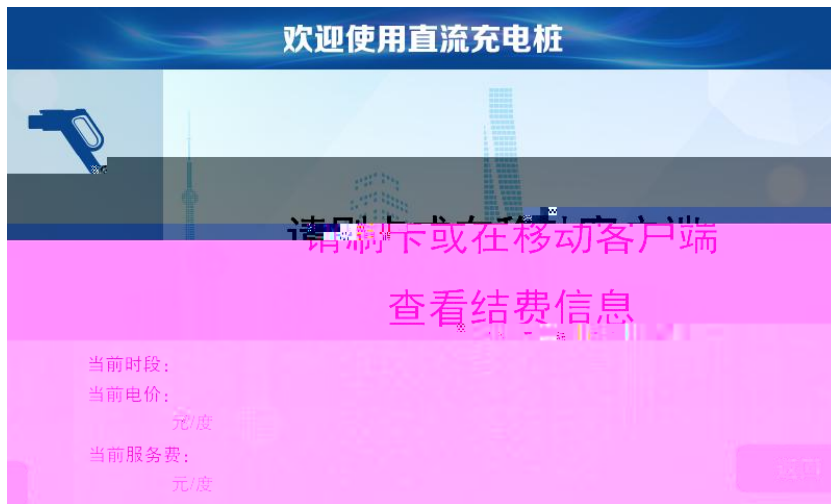 欢迎使用直流充电桩
请刷卡或在移动客户端
查看结费信息
当前时段：
当前电价：
元/度
当前服务费：
元/度
返回